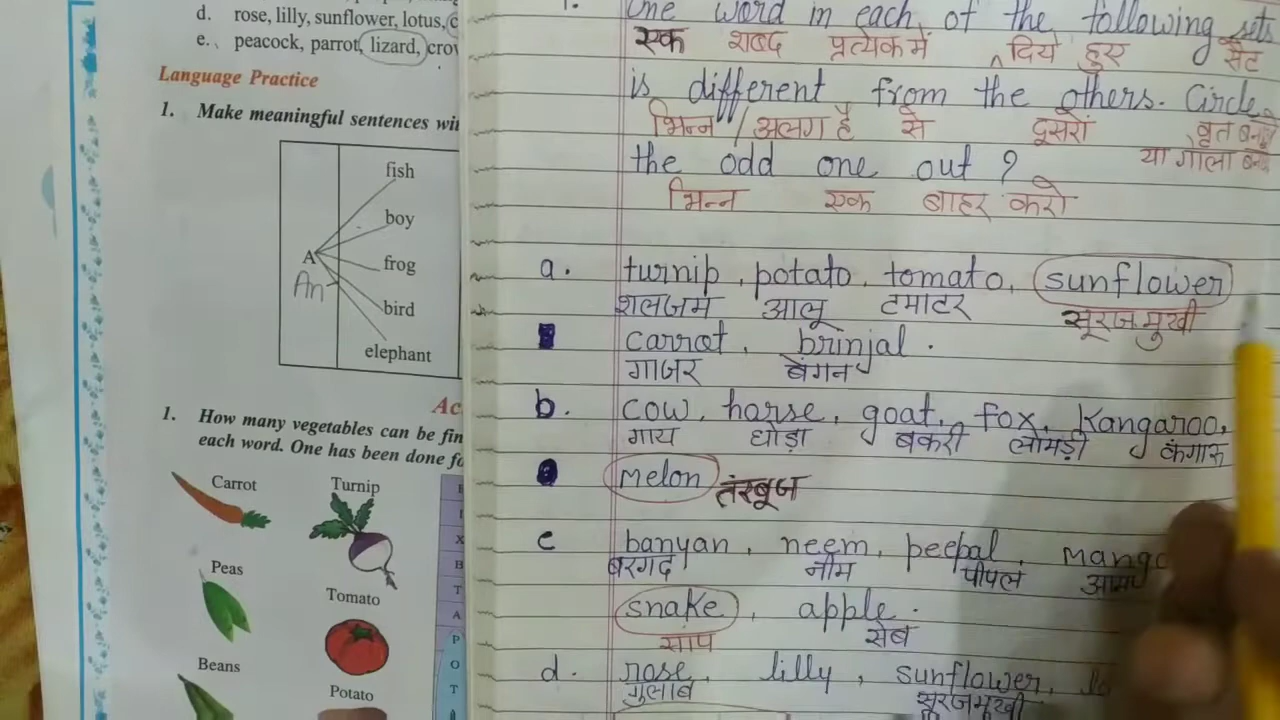 d. rose, lilly, sunflower, lotus,
e. peacock, parrot, lizard,
Language Practice
1. Make meaningful sentences
A
An
fish
boy
frog
bird
elephant
1. How many vegetables can be
each word. One has been done
Carrot
Turnip
Peas
Tomato
Beans
Potato
X
B
T
A
P
O
T
One word in each of the following sets
एक शब्द प्रत्येक में दिये हुए सैट
is different from the others. Circle
भिन्न / अलग है से दूसरों वृत बनाये
या गोला बनाये
the odd one out ?
भिन्न एक बाहर करो
a. turnip, potato, tomato, sunflower
शलजम आलू टमाटर सूरजमुखी
carrot, brinjal.
गाजर बैंगन
b. cow, horse, goat, fox, Kangaroo,
गाय घोड़ा बकरी लोमड़ी कंगारू
melon तरबूज
c banyan, neem, peepal,
बरगद नीम पीपल आम
snake, apple.
सांप सेब
d. rose, lilly, sunflower,
गुलाब सूरजमुखी